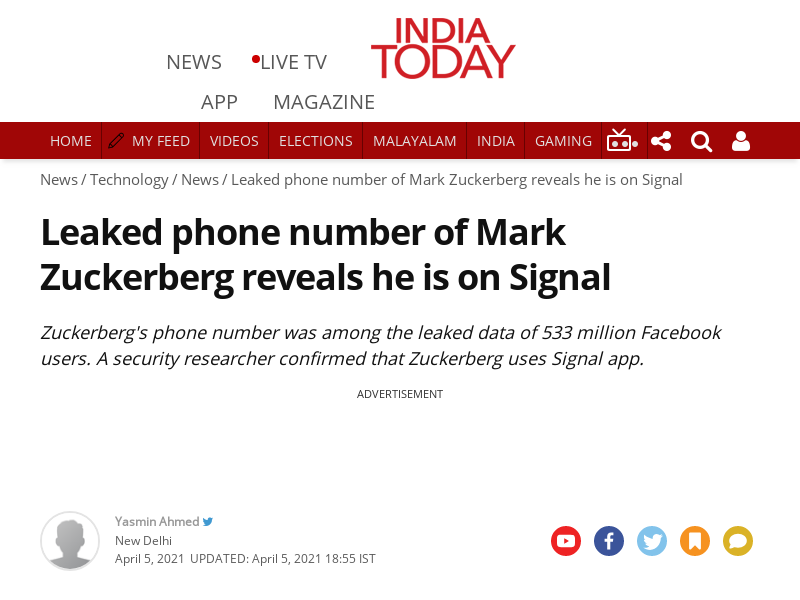 INDIA
TODAY
NEWS LIVE TV
APP MAGAZINE
HOME MY FEED VIDEOS ELECTIONS MALAYALAM INDIA GAMING
News / Technology / News / Leaked phone number of Mark Zuckerberg reveals he is on Signal
Leaked phone number of Mark
Zuckerberg reveals he is on Signal
Zuckerberg's phone number was among the leaked data of 533 million Facebook
users. A security researcher confirmed that Zuckerberg uses Signal app.
ADVERTISEMENT
Yasmin Ahmed
New Delhi
April 5, 2021 UPDATED: April 5, 2021 18:55 IST